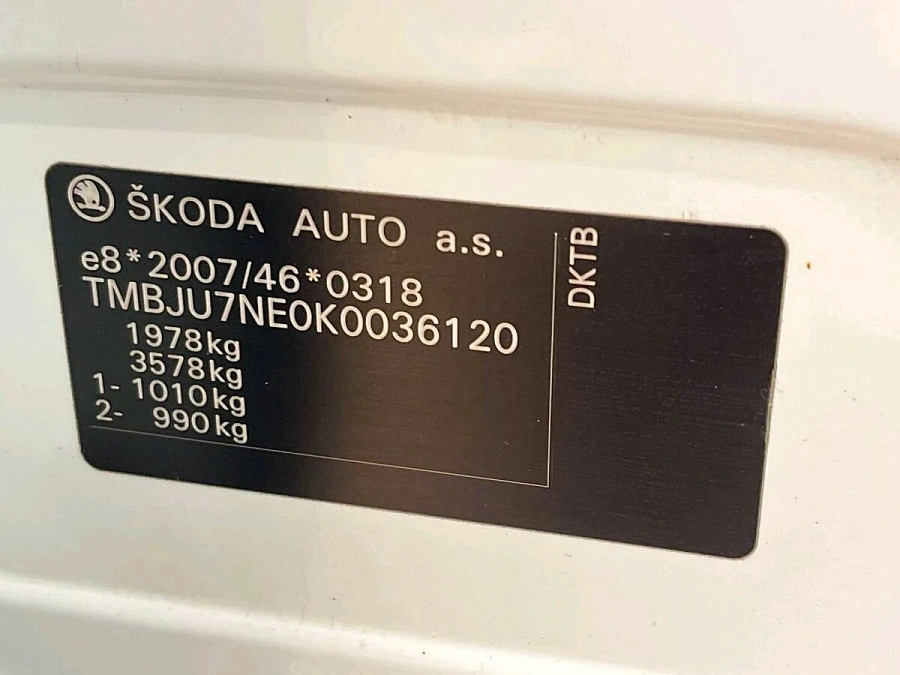 ŠKODA AUTO a.s.
e8*2007/46*0318
TMBJU7NE0K0036120
1978kg
3578kg
1- 1010kg
2- 990kg
DKTB